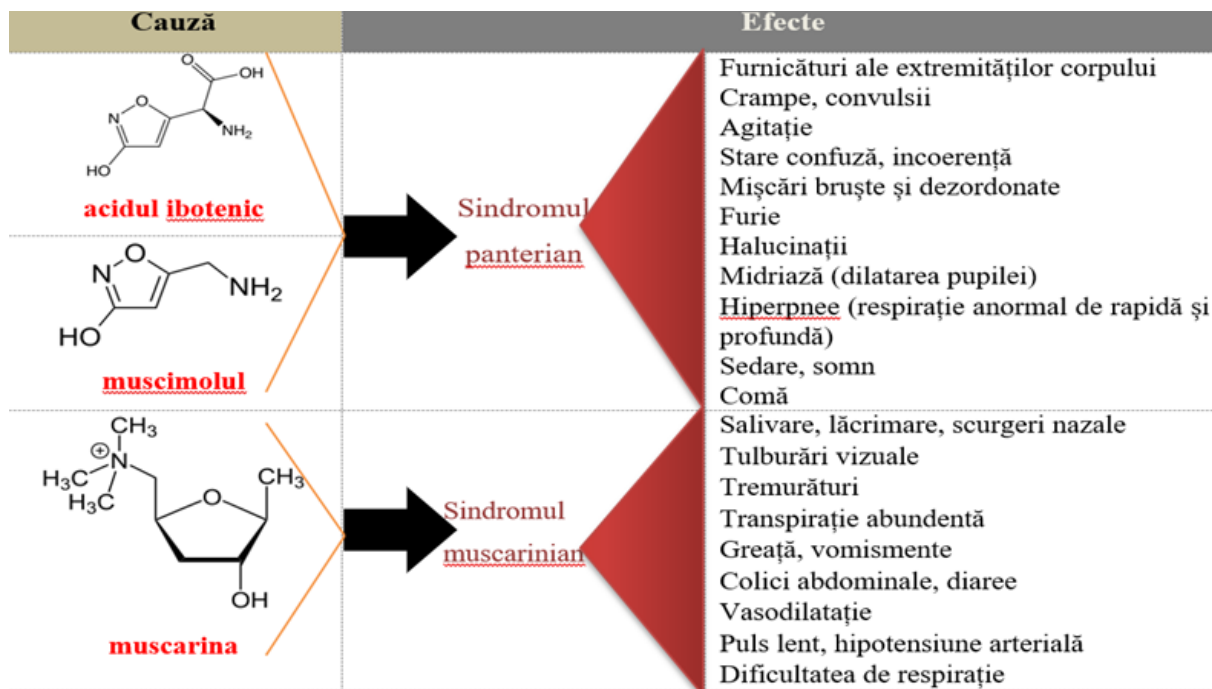 Cauză
Efecte
O
OH
O
N
NH₂
HO
acidul ibotenic
O
N
NH₂
HO
muscimolul
CH₃
+
H₃C
N
H₃C
CH₃
O
OH
muscarina
Sindromul
panterian
Sindromul
muscarinian
Furnicături ale extremităților corpului
Crampe, convulsii
Agitație
Stare confuză, incoerență
Mișcări bruște și dezordonate
Furie
Halucinații
Midriază (dilatarea pupilei)
Hiperpnee (respirație anormal de rapidă și
profundă)
Sedare, somn
Comă
Salivare, lăcrimare, scurgeri nazale
Tulburări vizuale
Tremurături
Transpirație abundentă
Greață, vomismente
Colici abdominale, diaree
Vasodilatație
Puls lent, hipotensiune arterială
Dificultatea de respirație